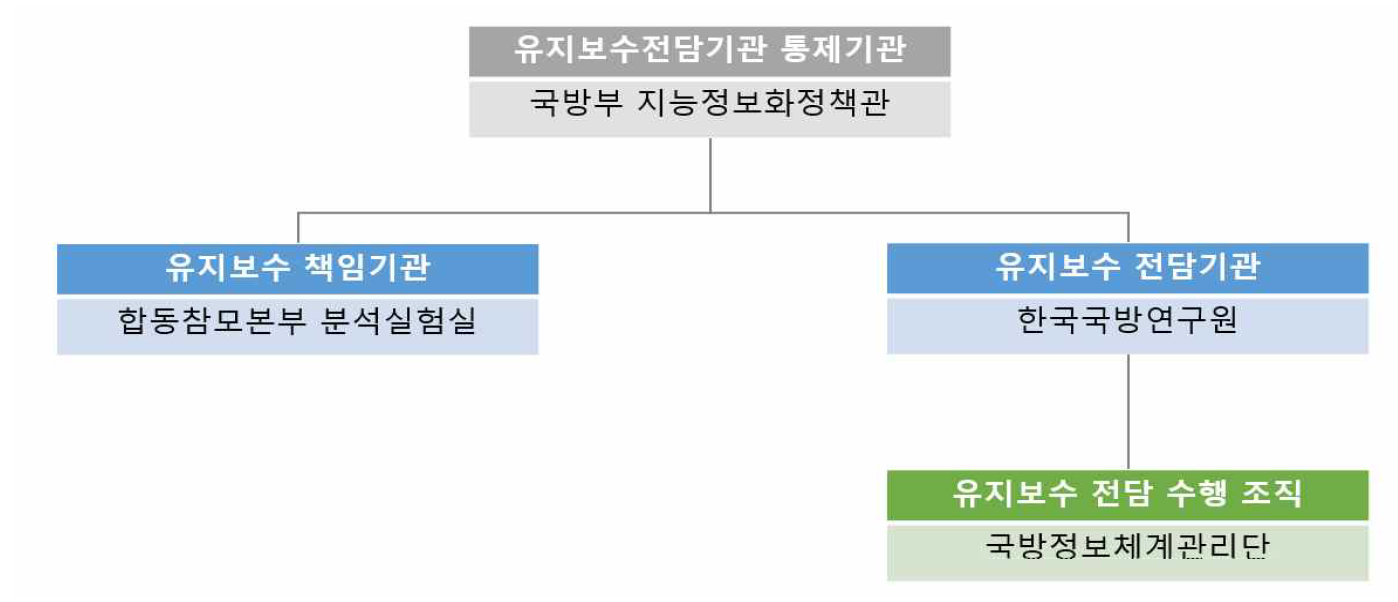 유지보수전담기관 통제기관
국방부 지능정보화정책관
유지보수 책임기관
합동참모본부 분석실험실
유지보수 전담기관
한국국방연구원
유지보수 전담 수행 조직
국방정보체계관리단